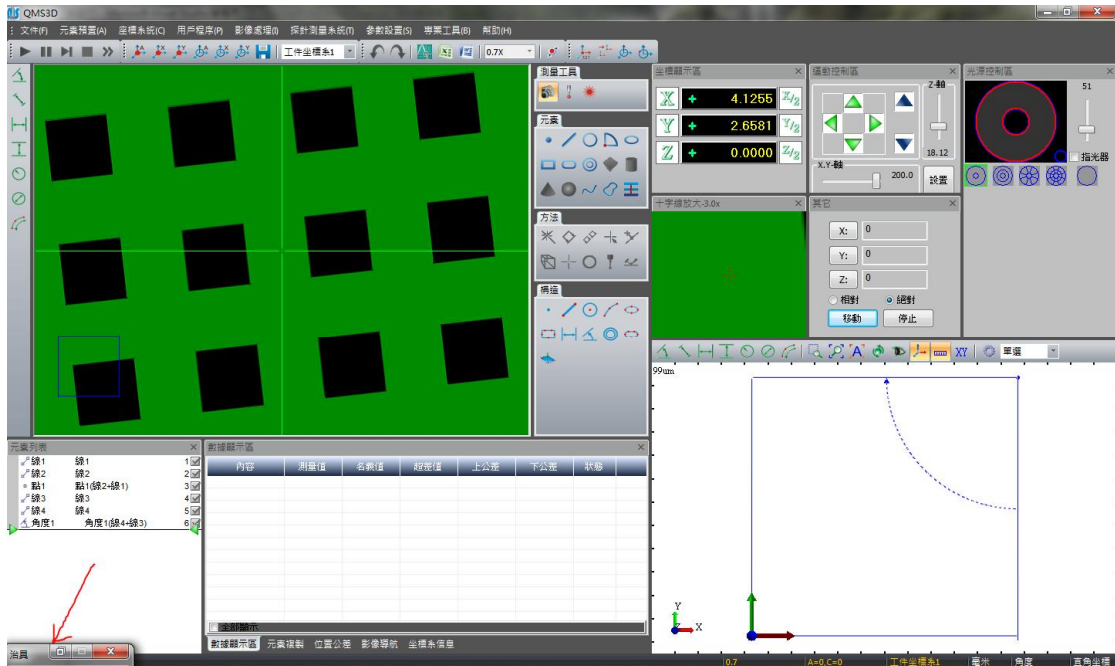 QMS3D
文件(F) 元素預置(A) 座標系統(C) 用戶程序(P) 影像處理(I) 探針測量系統(T) 參數設置(S) 專業工具(B) 幫助(H)
工件坐標系1 0.7X
測量工具
元素
方法
構造
坐標顯示區
X + 4.1255 X/2
Y + 2.6581 Y/2
Z + 0.0000 Z/2
搖動控制區
Z-軸
18.12
X,Y-軸
200.0
設置
光源控制區
51
指光器
十字線放大-3.0x
其它
X: 0
Y: 0
Z: 0
相對 絕對
移動 停止
XY 單選
99um
Y
X
元素列表
線1 線1 1
線2 線2 2
點1 點1(線2+線1) 3
線3 線3 4
線4 線4 5
角度1 角度1(線4+線3) 6
治具
數據顯示區
內容 測量值 名義值 超差值 上公差 下公差 狀態
全部顯示
數據顯示區 元素複製 位置公差 影像導航 坐標系信息
0.7 A=0,C=0 工件坐標系1 毫米 角度 直角坐標